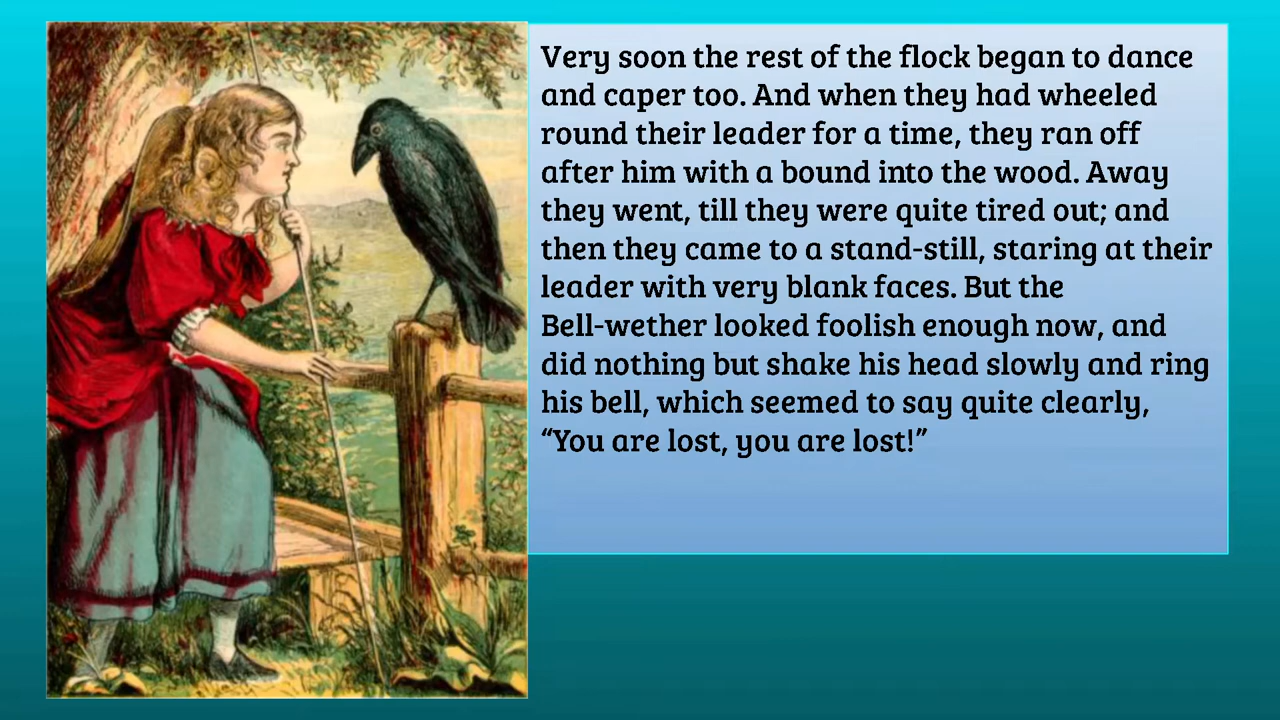 Very soon the rest of the flock began to dance
and caper too. And when they had wheeled
round their leader for a time, they ran off
after him with a bound into the wood. Away
they went, till they were quite tired out; and
then they came to a stand-still, staring at their
leader with very blank faces. But the
Bell-wether looked foolish enough now, and
did nothing but shake his head slowly and ring
his bell, which seemed to say quite clearly,
“You are lost, you are lost!”